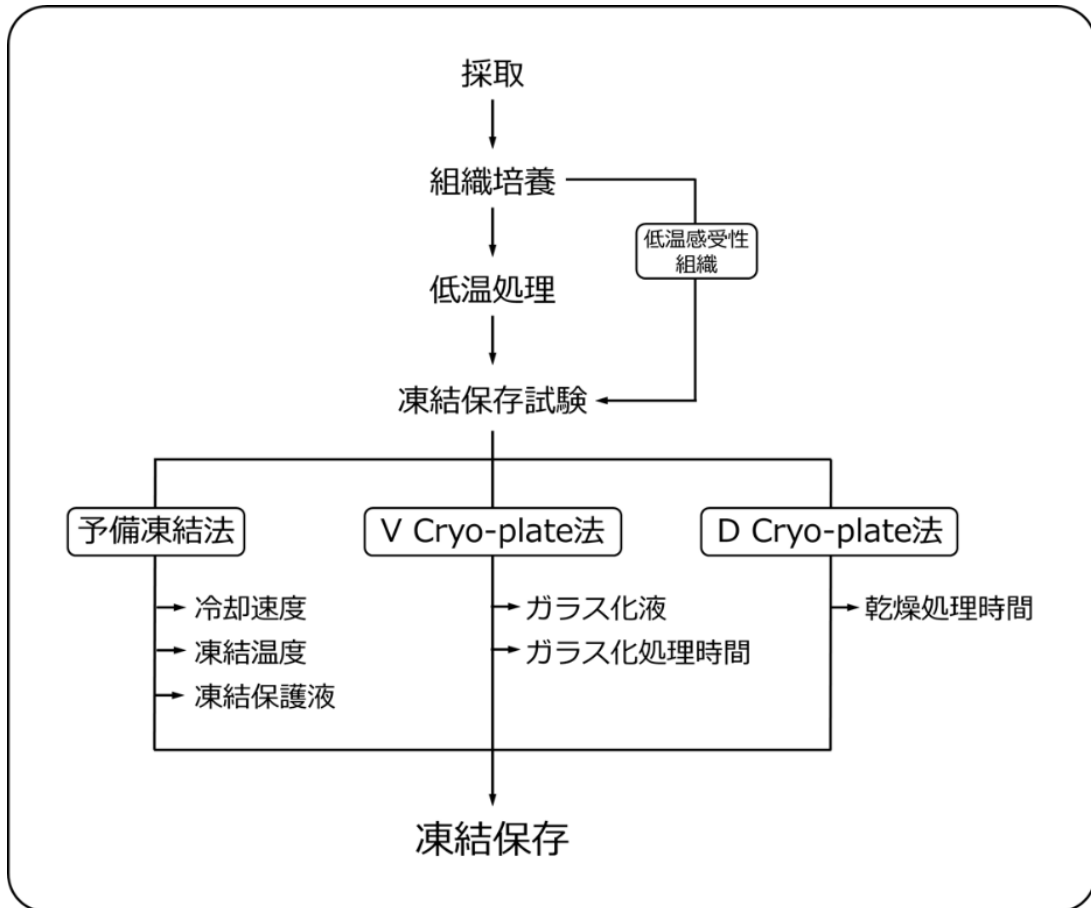 採取
組織培養
低温感受性
組織
低温処理
凍結保存試験
予備凍結法
V Cryo-plate法
D Cryo-plate法
冷却速度
凍結温度
凍結保護液
ガラス化液
ガラス化処理時間
乾燥処理時間
凍結保存